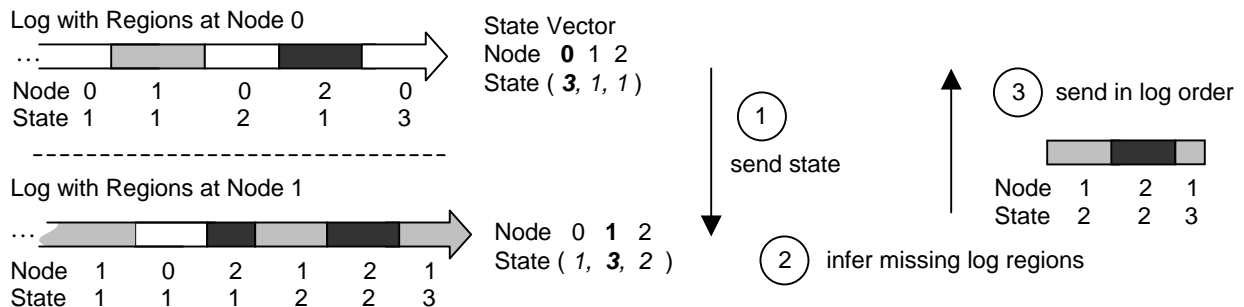 Log with Regions at Node 0
...
Node 0 1 0 2 0
State 1 1 2 1 3
State Vector
Node 0 1 2
State ( 3, 1, 1 )
Log with Regions at Node 1
...
Node 1 0 2 1 2 1
State 1 1 1 2 2 3
Node 0 1 2
State ( 1, 3, 2 )
1
send state
2 infer missing log regions
3 send in log order
Node 1 2 1
State 2 2 3